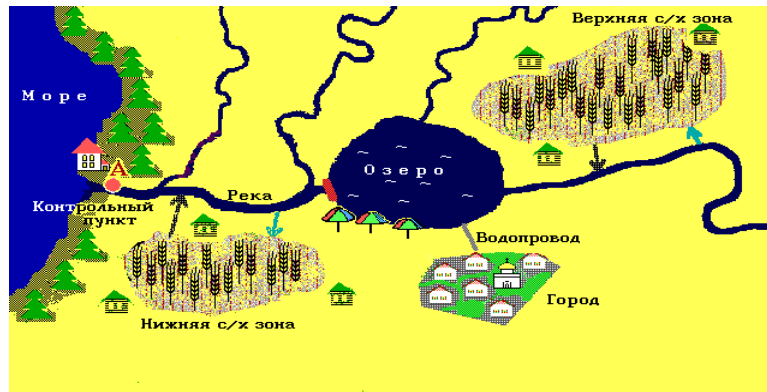 Верхняя с/х зона
Море
Озеро
А
Река
Контрольный
пункт
Водопровод
Город
Нижняя с/х зона